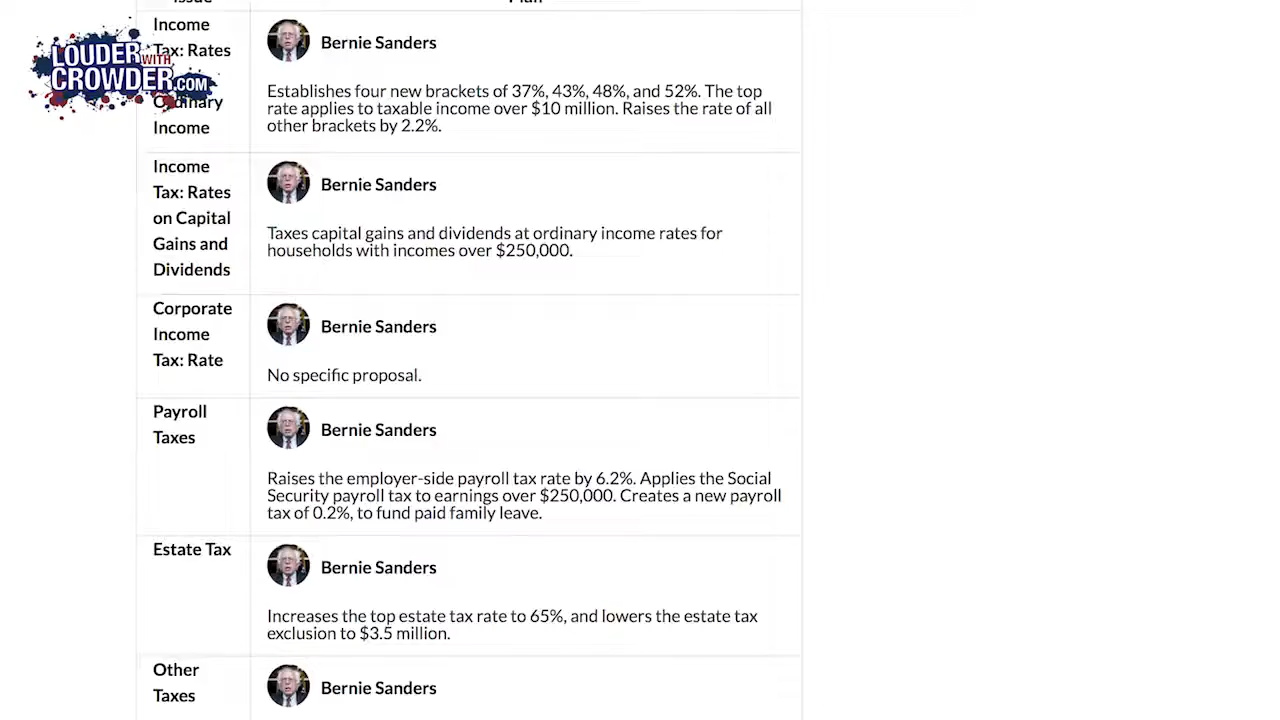 Issue
Plan
LOUDER WITH
CROWDER.COM
Income
Tax: Rates
Ordinary
Income
Bernie Sanders
Establishes four new brackets of 37%, 43%, 48%, and 52%. The top
rate applies to taxable income over $10 million. Raises the rate of all
other brackets by 2.2%.
Income
Tax: Rates
on Capital
Gains and
Dividends
Bernie Sanders
Taxes capital gains and dividends at ordinary income rates for
households with incomes over $250,000.
Corporate
Income
Tax: Rate
Bernie Sanders
No specific proposal.
Payroll
Taxes
Bernie Sanders
Raises the employer-side payroll tax rate by 6.2%. Applies the Social
Security payroll tax to earnings over $250,000. Creates a new payroll
tax of 0.2%, to fund paid family leave.
Estate Tax
Bernie Sanders
Increases the top estate tax rate to 65%, and lowers the estate tax
exclusion to $3.5 million.
Other
Taxes
Bernie Sanders